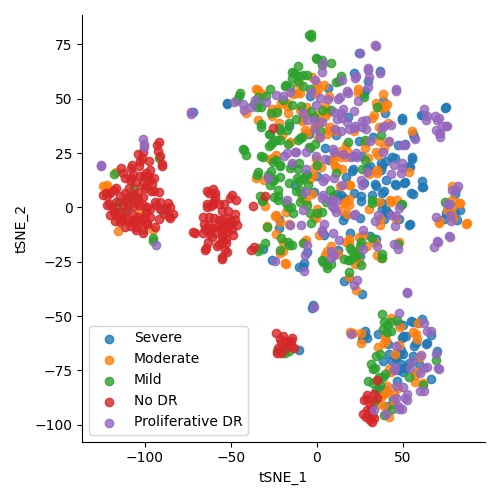 75
50
25
0
−25
−50
−75
−100
tSNE_2
Severe
Moderate
Mild
No DR
Proliferative DR
−100 −50 0 50
tSNE_1